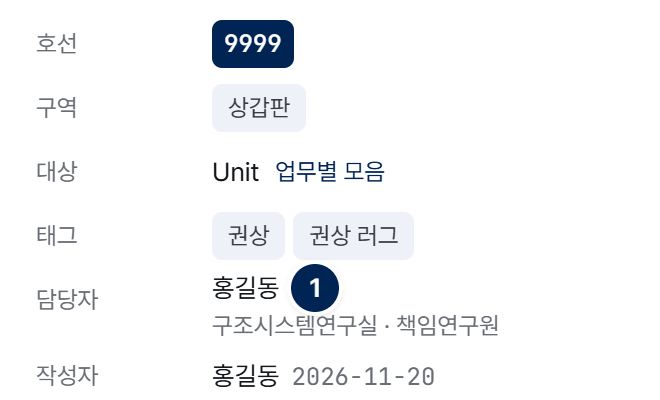 호선 9999
구역 상갑판
대상 Unit 업무별 모음
태그 권상 권상 러그
담당자 홍길동 1
구조시스템연구실 · 책임연구원
작성자 홍길동 2026-11-20